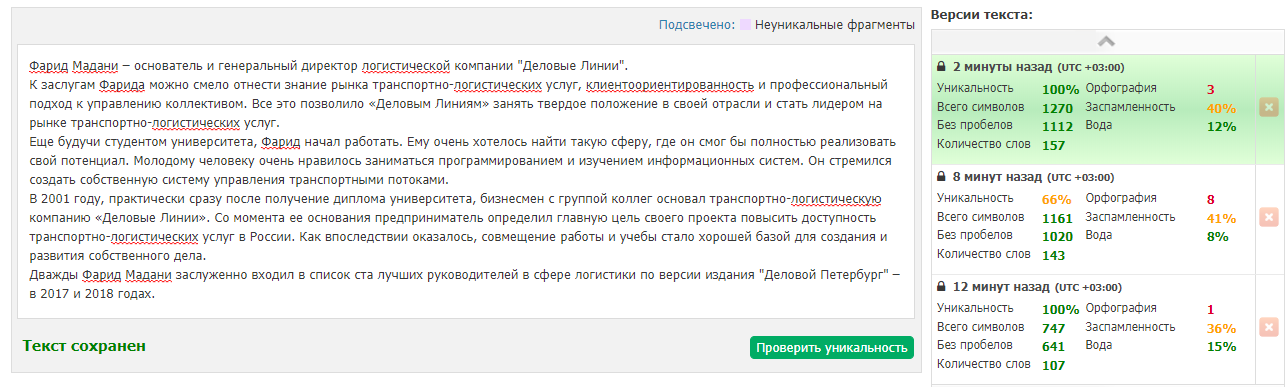 Подсвечено: Неуникальные фрагменты
Фарид Мадани – основатель и генеральный директор логистической компании "Деловые Линии".
К заслугам Фарида можно смело отнести знание рынка транспортно-логистических услуг, клиентоориентированность и профессиональный
подход к управлению коллективом. Все это позволило «Деловым Линиям» занять твердое положение в своей отрасли и стать лидером на
рынке транспортно-логистических услуг.
Еще будучи студентом университета, Фарид начал работать. Ему очень хотелось найти такую сферу, где он смог бы полностью реализовать
свой потенциал. Молодому человеку очень нравилось заниматься программированием и изучением информационных систем. Он стремился
создать собственную систему управления транспортными потоками.
В 2001 году, практически сразу после получение диплома университета, бизнесмен с группой коллег основал транспортно-логистическую
компанию «Деловые Линии». Со момента ее основания предприниматель определил главную цель своего проекта повысить доступность
транспортно-логистических услуг в России. Как впоследствии оказалось, совмещение работы и учебы стало хорошей базой для создания и
развития собственного дела.
Дважды Фарид Мадани заслуженно входил в список ста лучших руководителей в сфере логистики по версии издания "Деловой Петербург" –
в 2017 и 2018 годах.
Текст сохранен
Проверить уникальность
Версии текста:
2 минуты назад (UTC +03:00)
Уникальность 100% Орфография 3
Всего символов 1270 Заспамленность 40%
Без пробелов 1112 Вода 12%
Количество слов 157
8 минут назад (UTC +03:00)
Уникальность 66% Орфография 8
Всего символов 1161 Заспамленность 41%
Без пробелов 1020 Вода 8%
Количество слов 143
12 минут назад (UTC +03:00)
Уникальность 100% Орфография 1
Всего символов 747 Заспамленность 36%
Без пробелов 641 Вода 15%
Количество слов 107